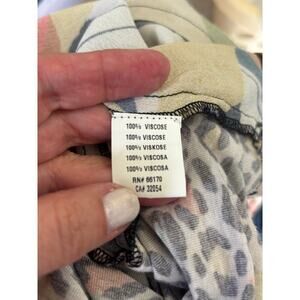 100% VISCOSE
100% VISCOSE
100% VISKOSE
100% VISCOSA
100% VISCOSA
RN# 66170
CA# 32054